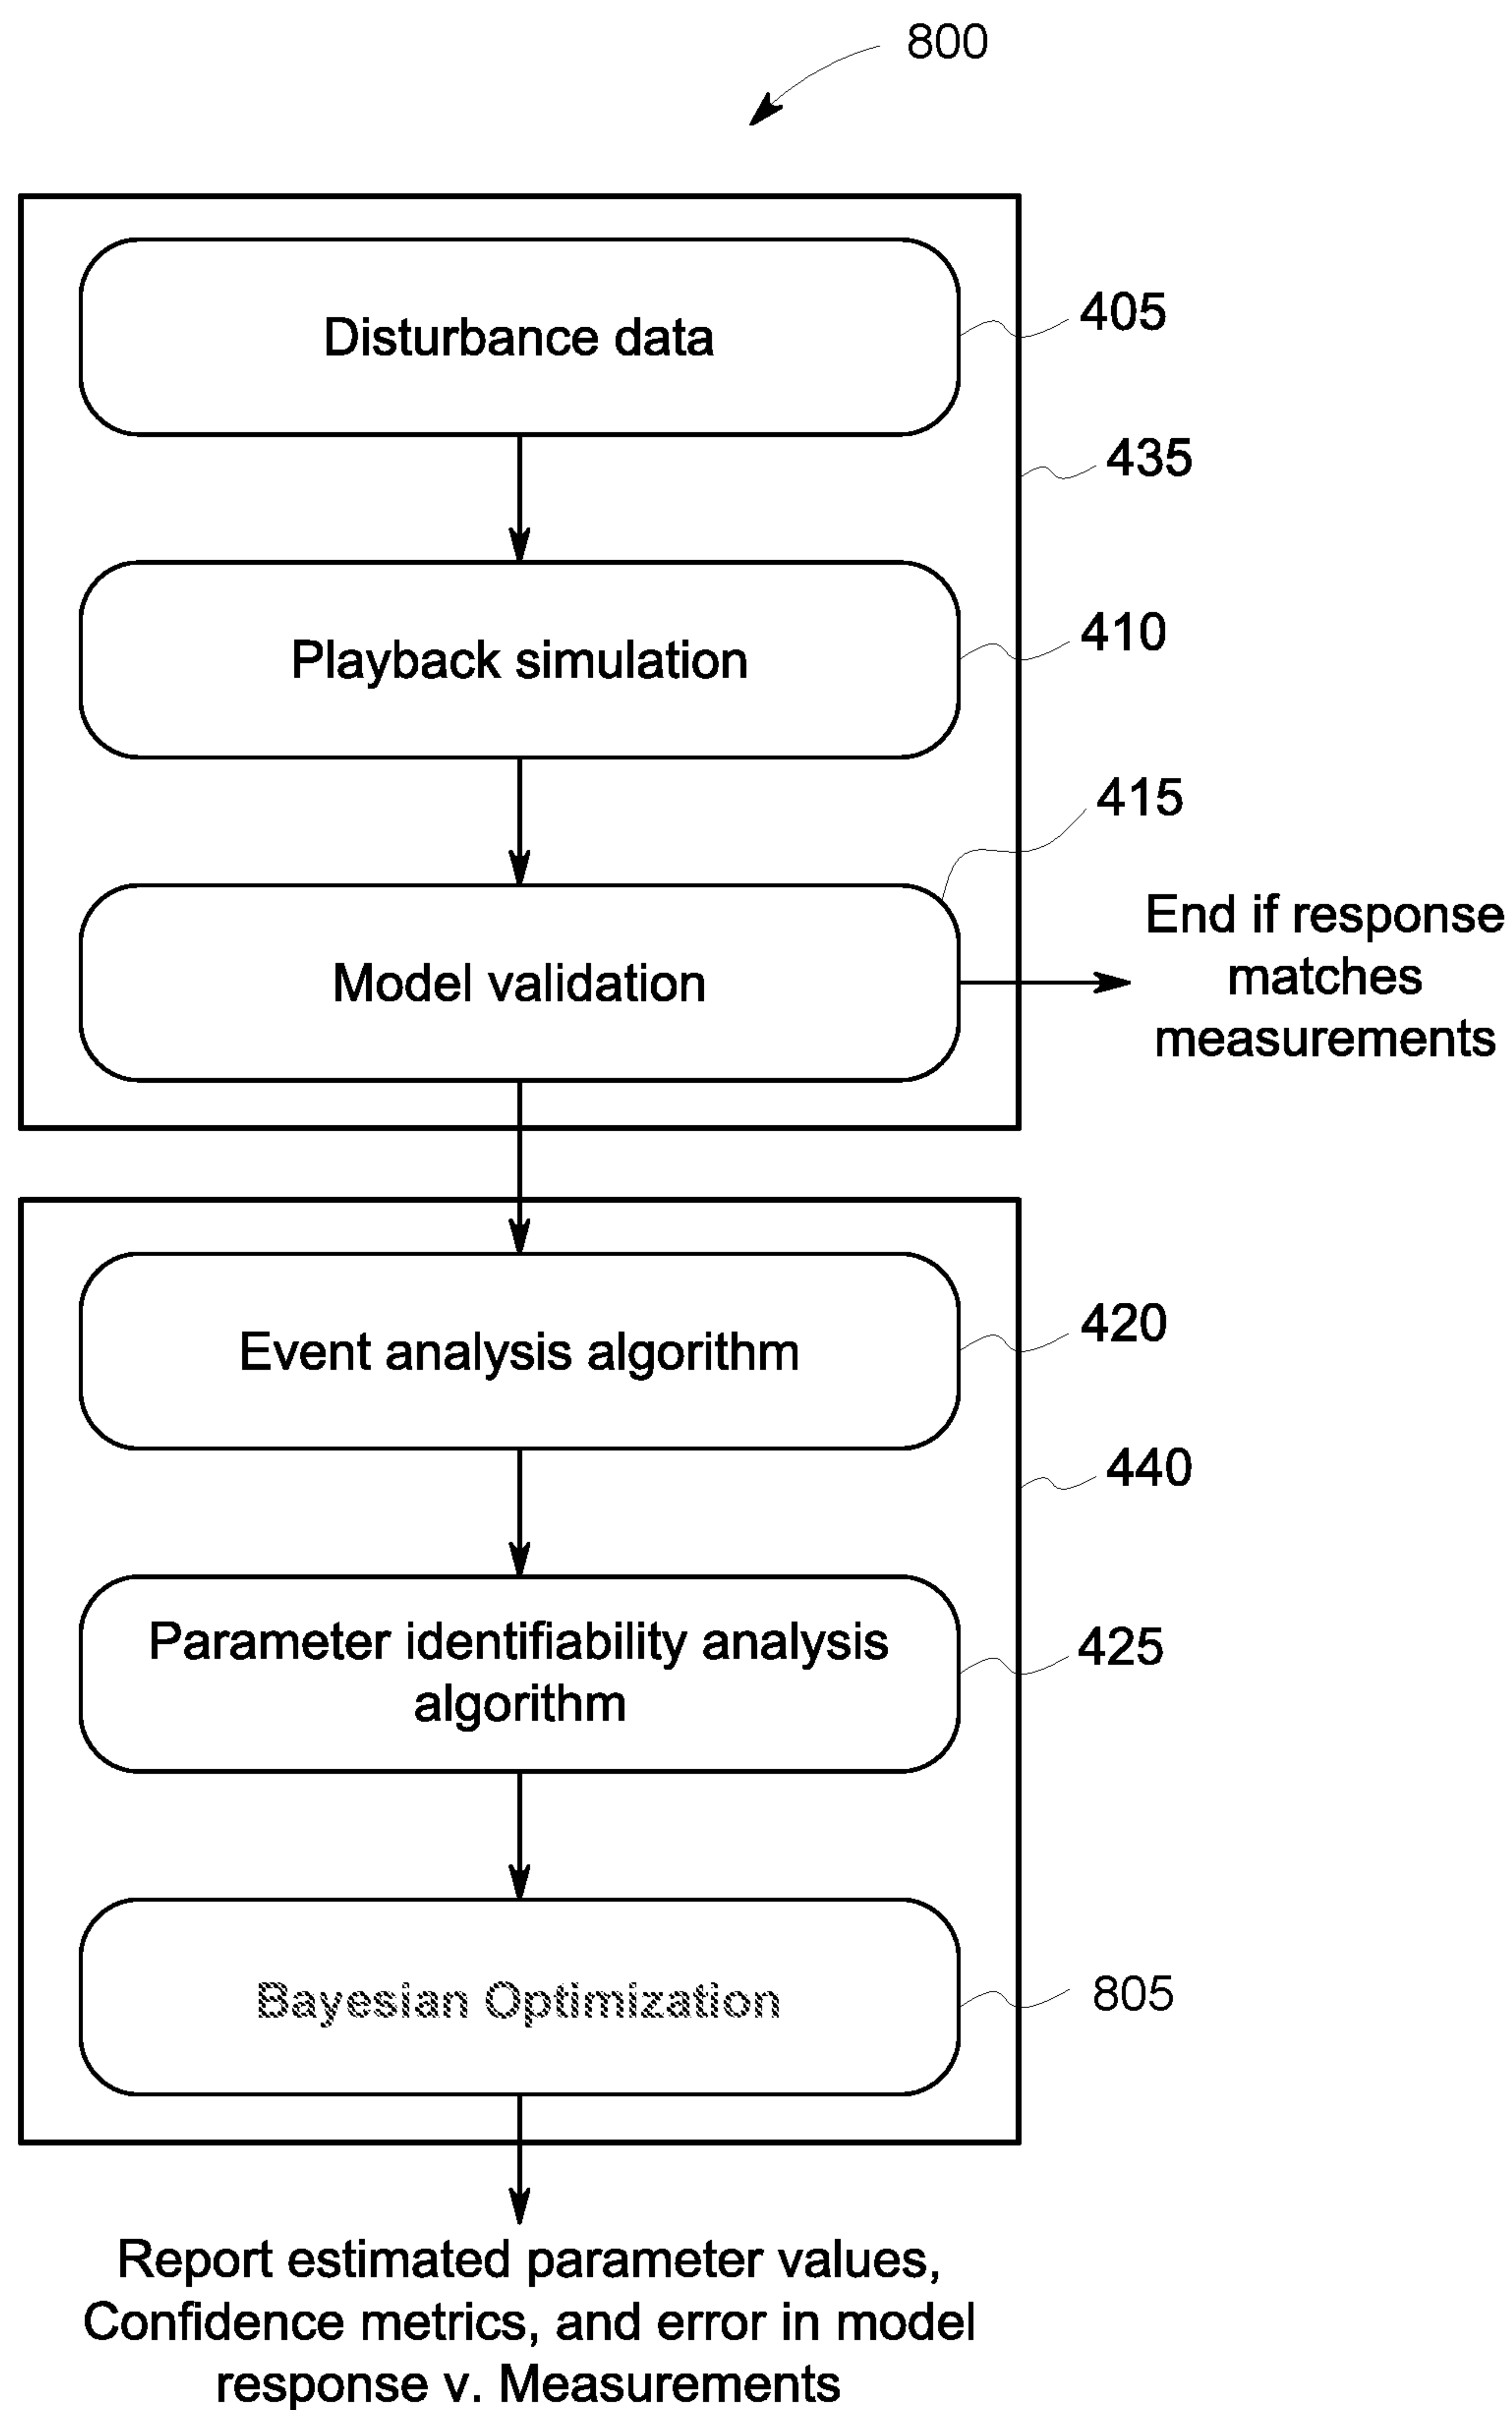 800
Disturbance data
405
435
Playback simulation
410
415
Model validation
End if response
matches
measurements
Event analysis algorithm
420
440
Parameter identifiability analysis
algorithm
425
Bayesian Optimization
805
Report estimated parameter values,
Confidence metrics, and error in model
response v. Measurements